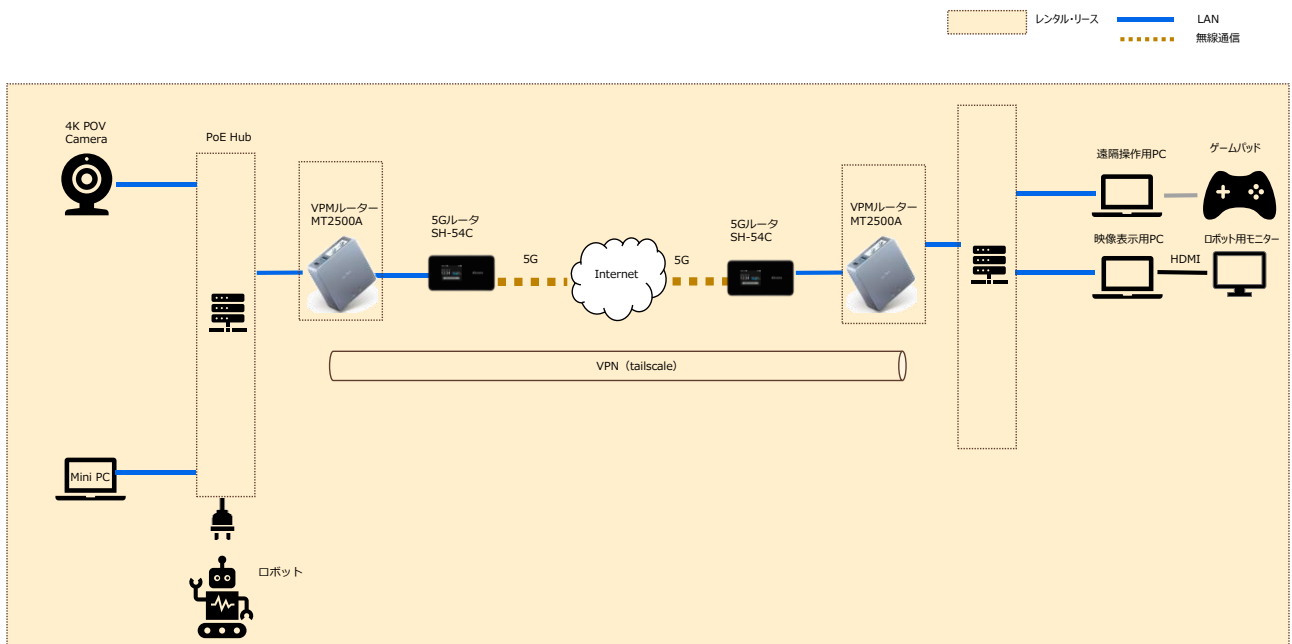 レンタル・リース
LAN
無線通信
4K POV
Camera
PoE Hub
VPMルーター
MT2500A
5Gルータ
SH-54C
5G
Internet
5G
5Gルータ
SH-54C
VPMルーター
MT2500A
遠隔操作用PC
ゲームパッド
映像表示用PC
HDMI
ロボット用モニター
VPN（tailscale）
Mini PC
ロボット